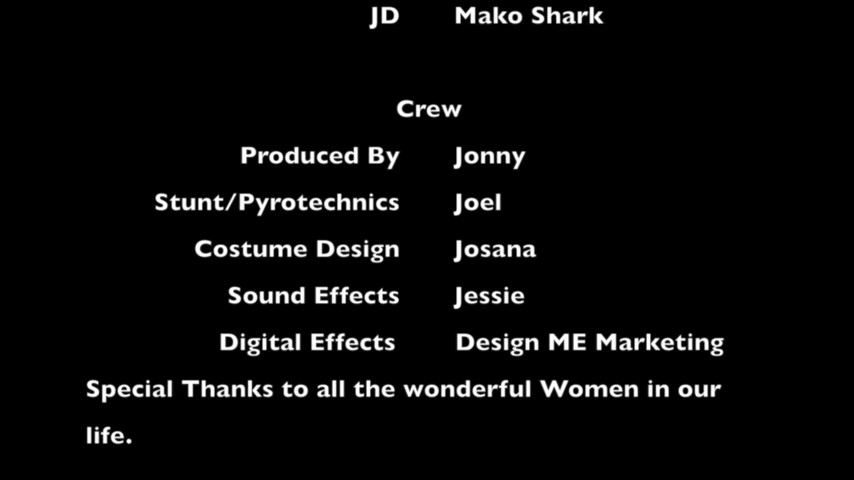 JD Mako Shark
Crew
Produced By Jonny
Stunt/Pyrotechnics Joel
Costume Design Josana
Sound Effects Jessie
Digital Effects Design ME Marketing
Special Thanks to all the wonderful Women in our
life.